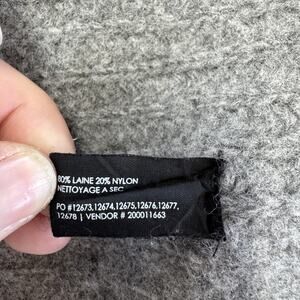 80% LAINE 20% NYLON
NETTOYAGE A SEC
PO #12673,12674,12675,12676,12677,
12678 | VENDOR # 200011663